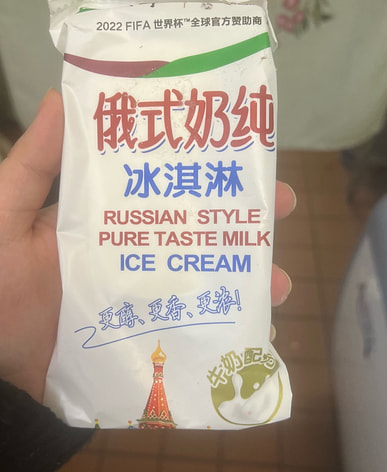 2022 FIFA 世界杯™全球官方赞助商
俄式奶纯
冰淇淋
RUSSIAN STYLE
PURE TASTE MILK
ICE CREAM
更醇、更香、更浓!
牛奶配方